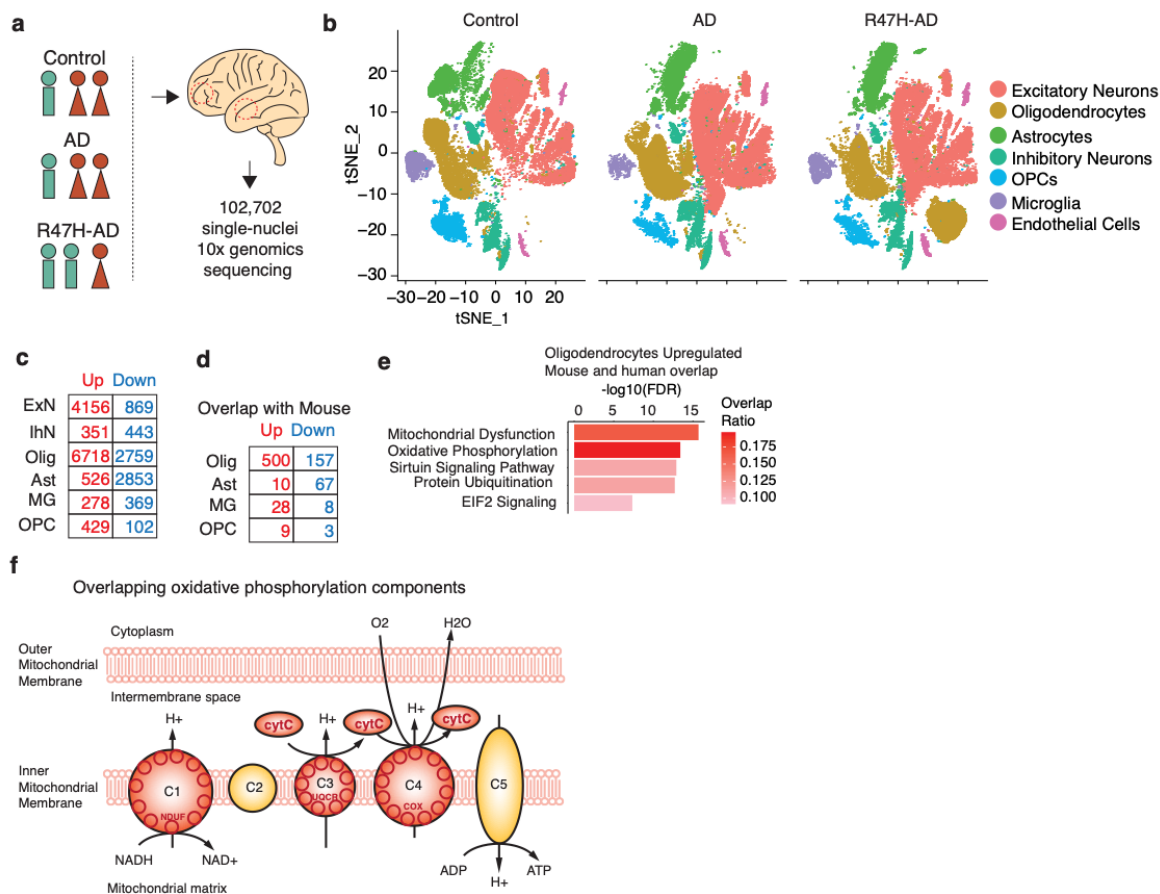 a
Control
AD
R47H-AD
102,702
single-nuclei
10x genomics
sequencing
b
Control
AD
R47H-AD
tSNE_2
20
10
0
−10
−20
−30
−30
−20
−10
0
10
20
tSNE_1
Excitatory Neurons
Oligodendrocytes
Astrocytes
Inhibitory Neurons
OPCs
Microglia
Endothelial Cells
c
Up Down
ExN 4156 869
IhN 351 443
Olig 6718 2759
Ast 526 2853
MG 278 369
OPC 429 102
d
Overlap with Mouse
Up Down
Olig 500 157
Ast 10 67
MG 28 8
OPC 9 3
e
Oligodendrocytes Upregulated
Mouse and human overlap
-log10(FDR)
0 5 10 15
Mitochondrial Dysfunction
Oxidative Phosphorylation
Sirtuin Signaling Pathway
Protein Ubiquitination
EIF2 Signaling
Overlap
Ratio
0.175
0.150
0.125
0.100
f
Overlapping oxidative phosphorylation components
Cytoplasm
O2
H2O
Outer
Mitochondrial
Membrane
Intermembrane space
H+
cytC
H+
cytC
H+
cytC
Inner
Mitochondrial
Membrane
C1
NDUF
C2
C3
UQCR
C4
COX
C5
NADH
NAD+
ADP
ATP
H+
Mitochondrial matrix